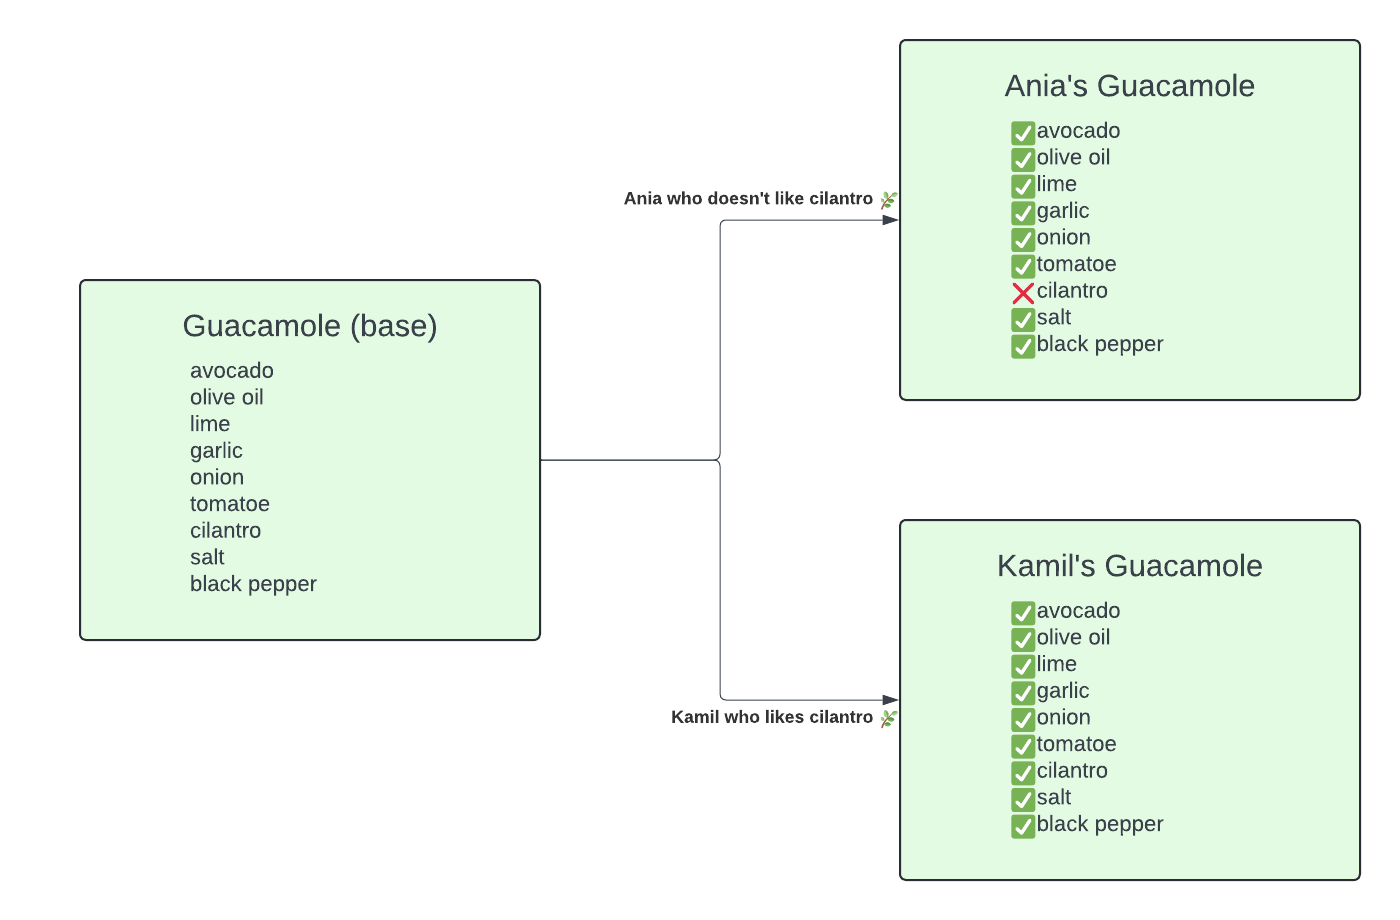 Guacamole (base)
avocado
olive oil
lime
garlic
onion
tomatoe
cilantro
salt
black pepper
Ania who doesn't like cilantro 🌿
Ania's Guacamole
✅avocado
✅olive oil
✅lime
✅garlic
✅onion
✅tomatoe
❌cilantro
✅salt
✅black pepper
Kamil who likes cilantro 🌿
Kamil's Guacamole
✅avocado
✅olive oil
✅lime
✅garlic
✅onion
✅tomatoe
✅cilantro
✅salt
✅black pepper